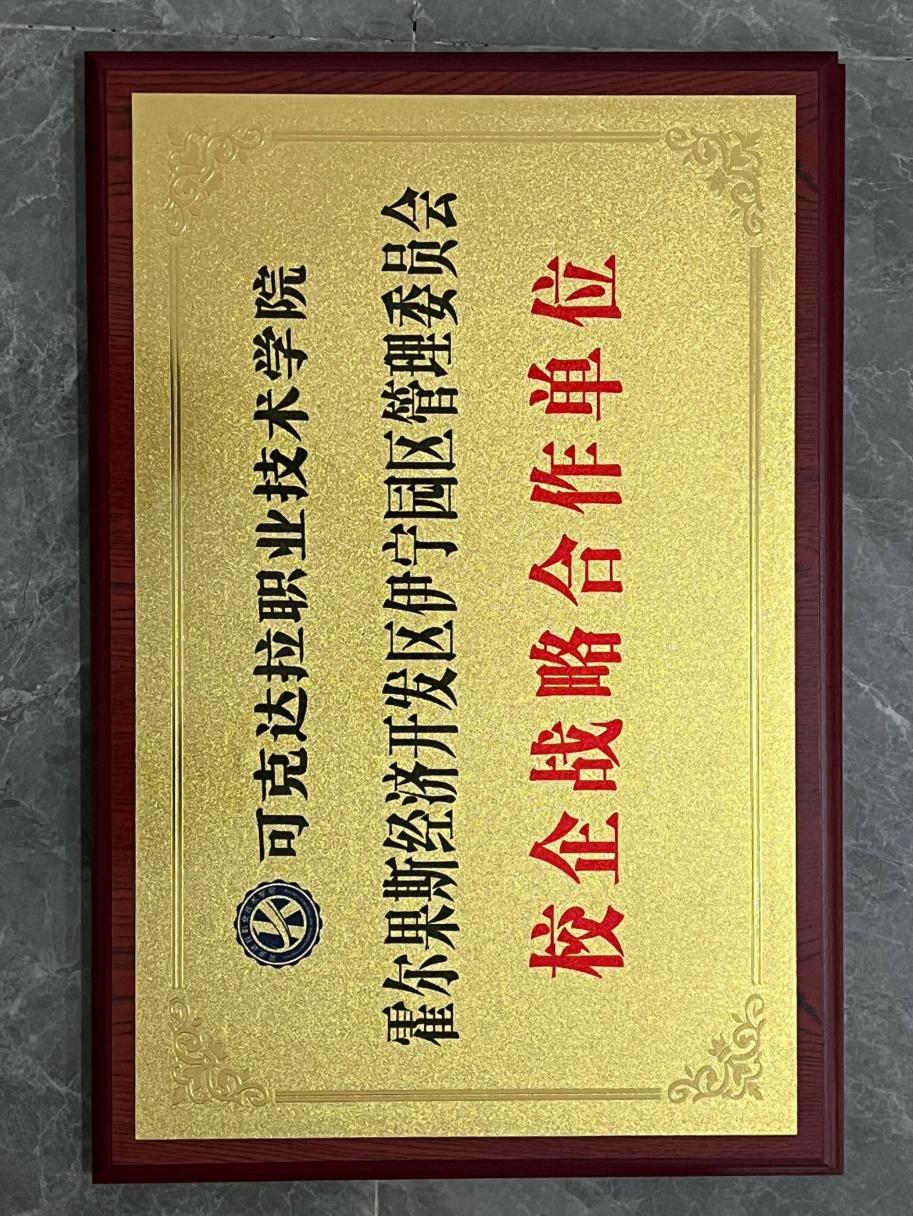 可克达拉职业技术学院
霍尔果斯经济开发区伊宁园区管理委员会
校企战略合作单位